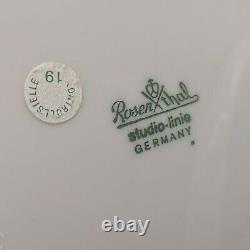 KONTROLLSTELLE
19
Rosenthal
studio-linie
GERMANY